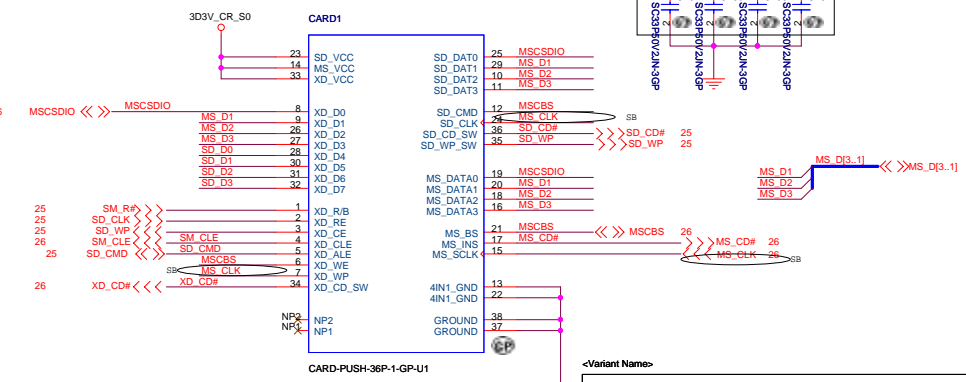 3D3V_CR_S0
CARD1
SC33P50V2JN-3GP
SC33P50V2JN-3GP
SC33P50V2JN-3GP
SC33P50V2JN-3GP
2
2
2
2
23 SD_VCC
14 MS_VCC
33 XD_VCC
SD_DAT0 25 MSCSDIO
SD_DAT1 29 MS_D1
SD_DAT2 10 MS_D2
SD_DAT3 11 MS_D3
MSCSDIO MSCSDIO 8 XD_D0
MS_D1 9 XD_D1
MS_D2 26 XD_D2
MS_D3 27 XD_D3
SD_D0 28 XD_D4
SD_D1 30 XD_D5
SD_D2 31 XD_D6
SD_D3 32 XD_D7
SD_CMD 12 MSCBS
SD_CLK 24 MS_CLK SB
SD_CD_SW 36 SD_CD# SD_CD# 25
SD_WP_SW 35 SD_WP SD_WP 25
MS_DATA0 19 MSCSDIO
MS_DATA1 20 MS_D1
MS_DATA2 18 MS_D2
MS_DATA3 16 MS_D3
MS_D[3..1] MS_D[3..1]
MS_D1
MS_D2
MS_D3
25 SM_R# 1 XD_R/B
25 SD_CLK 2 XD_RE
25 SD_WP 3 XD_CE
26 SM_CLE SM_CLE 4 XD_CLE
25 SD_CMD SD_CMD 5 XD_ALE
MSCBS 6 XD_WE
SB MS_CLK 7 XD_WP
26 XD_CD# XD_CD# 34 XD_CD_SW
MS_BS 21 MSCBS MSCBS 26
MS_INS 17 MS_CD# MS_CD# 26
MS_SCLK 15 MS_CLK 26 SB
4IN1_GND 13
4IN1_GND 22
NP2 NP2
NP1 NP1
GROUND 38
GROUND 37
GP
CARD-PUSH-36P-1-GP-U1
<Variant Name>